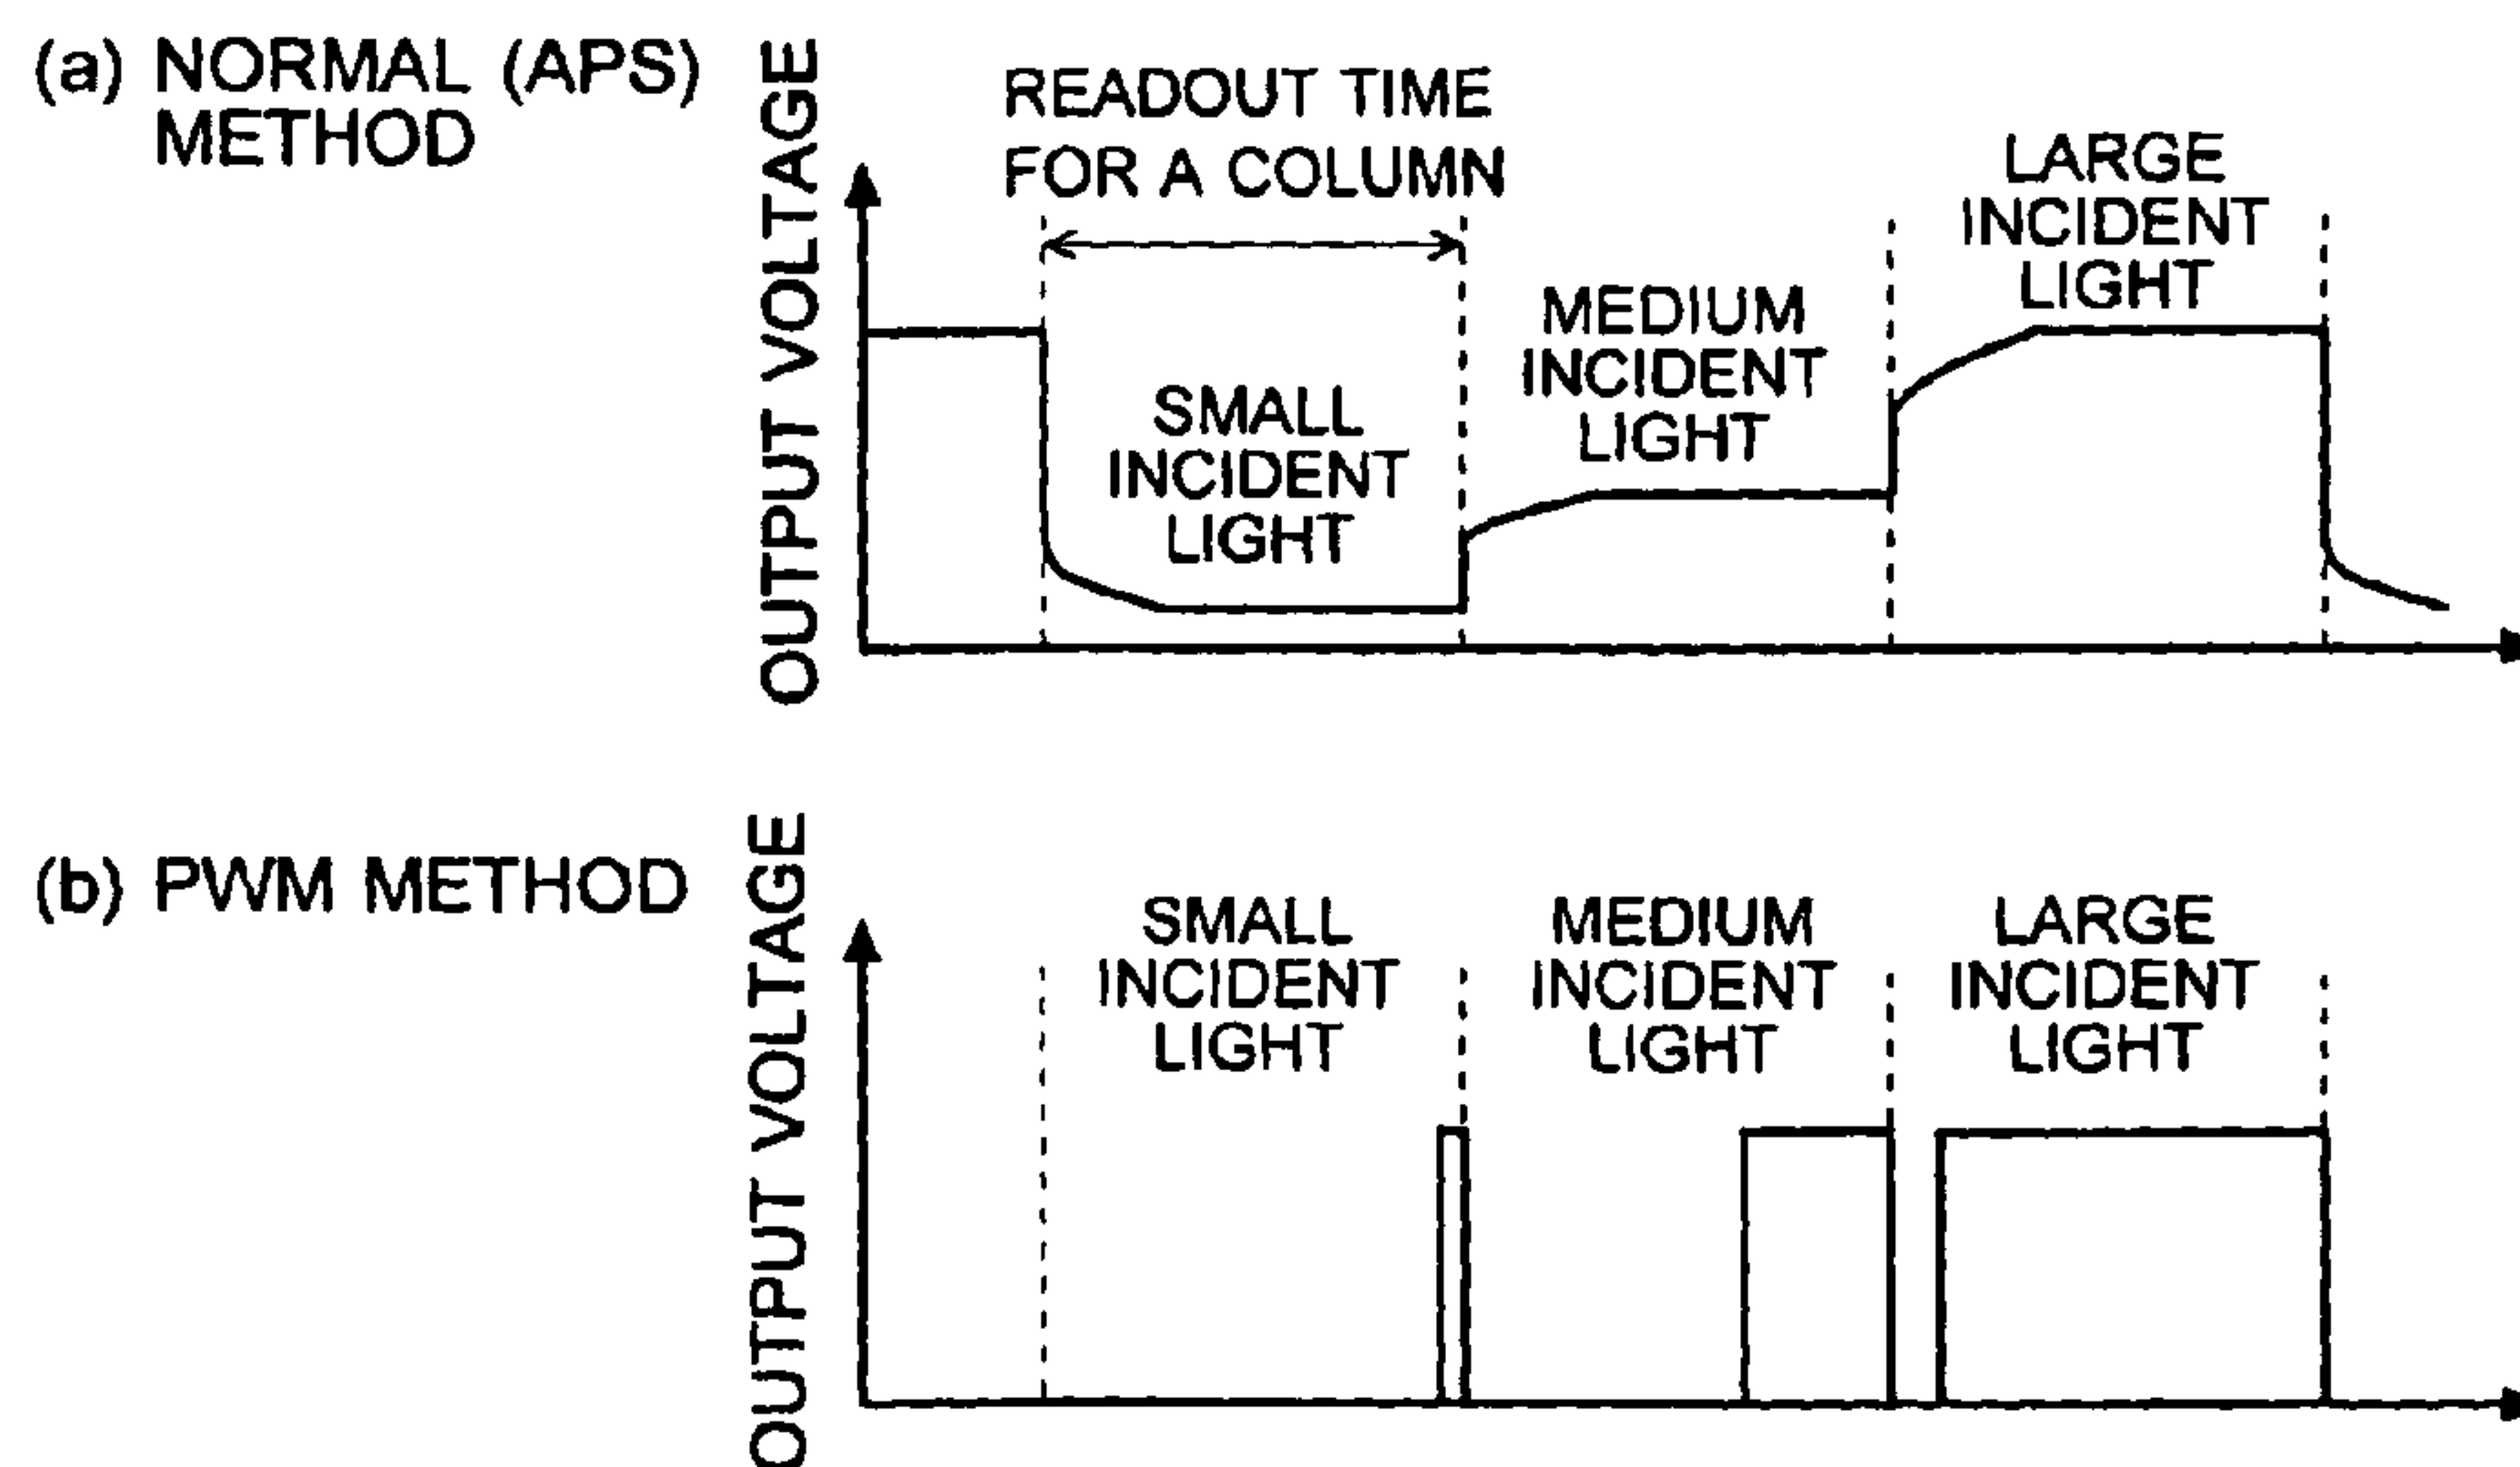 (a) NORMAL (APS)
METHOD
OUTPUT VOLTAGE
READOUT TIME
FOR A COLUMN
SMALL
INCIDENT
LIGHT
MEDIUM
INCIDENT
LIGHT
LARGE
INCIDENT
LIGHT
(b) PWM METHOD
OUTPUT VOLTAGE
SMALL
INCIDENT
LIGHT
MEDIUM
INCIDENT
LIGHT
LARGE
INCIDENT
LIGHT